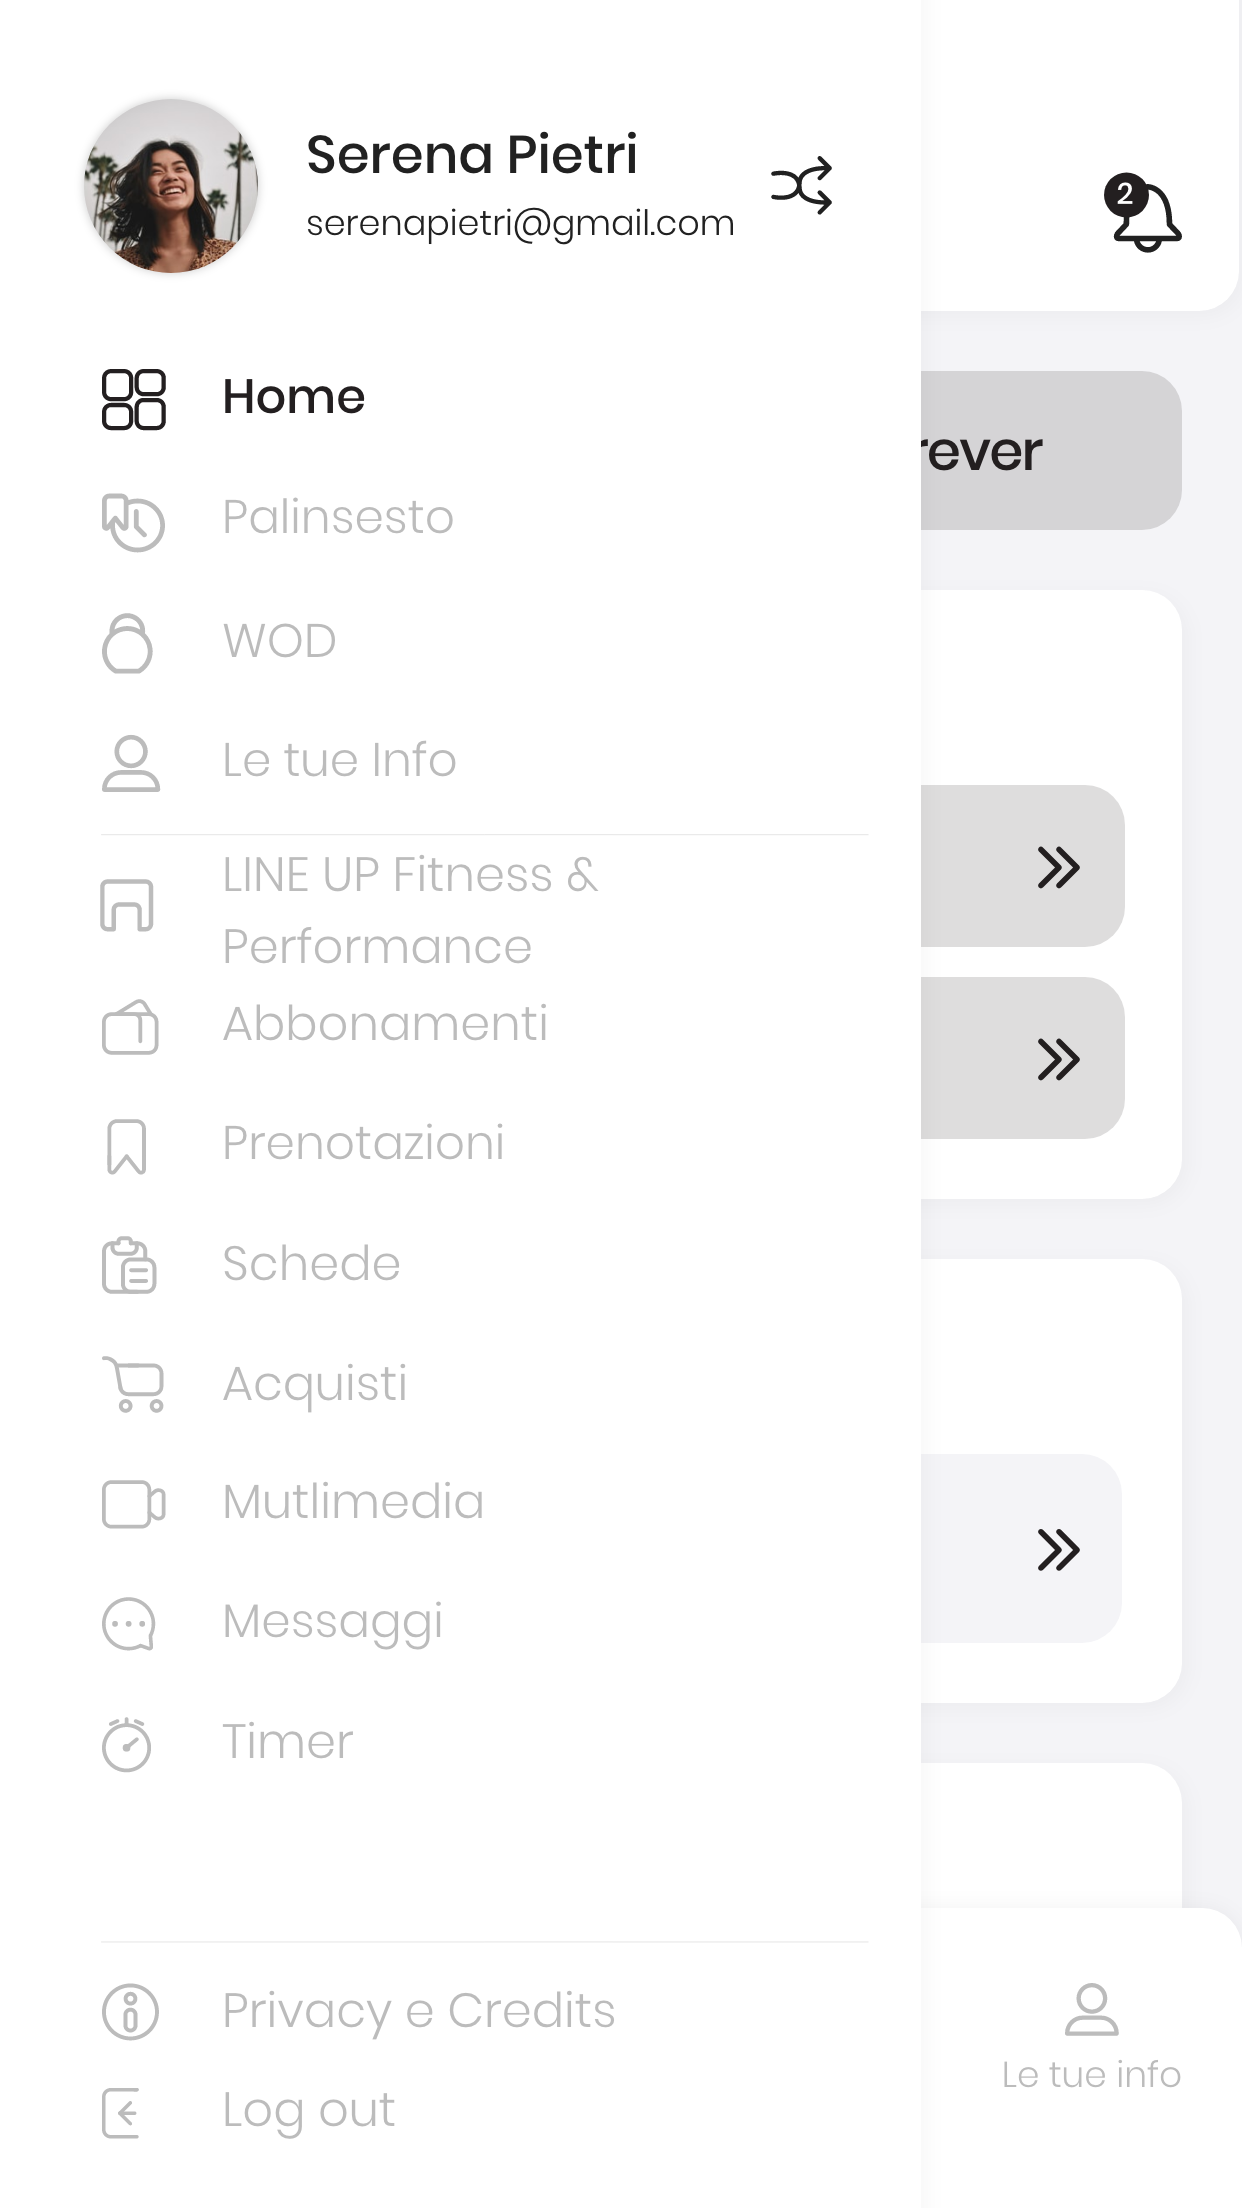 Serena Pietri
serenapietri@gmail.com
2
Home
rever
Palinsesto
WOD
Le tue Info
LINE UP Fitness &
Performance
Abbonamenti
Prenotazioni
Schede
Acquisti
Mutlimedia
Messaggi
Timer
Privacy e Credits
Log out
Le tue info